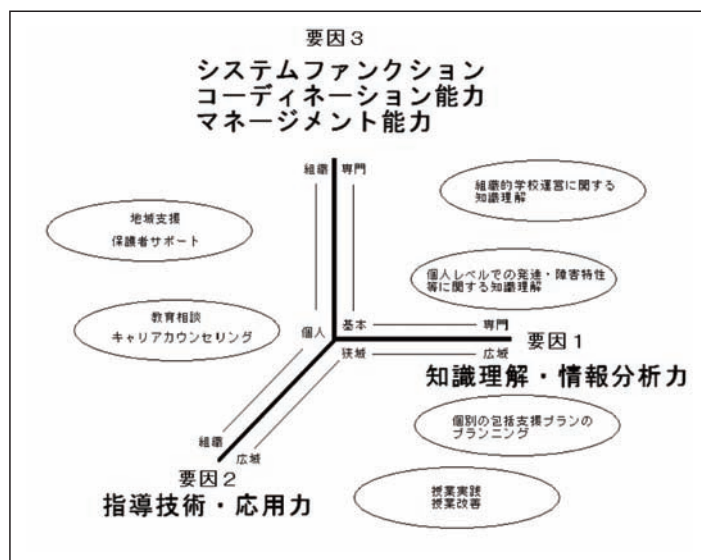 要因３
システムファンクション
コーディネーション能力
マネージメント能力
組織
専門
組織的学校運営に関する
知識理解
地域支援
保護者サポート
個人レベルでの発達・障害特性
等に関する知識理解
教育相談
キャリアカウンセリング
個人
基本
専門
要因１
狭域
広域
知識理解・情報分析力
個別の包括支援プランの
プランニング
組織
広域
要因２
指導技術・応用力
授業実践
授業改善